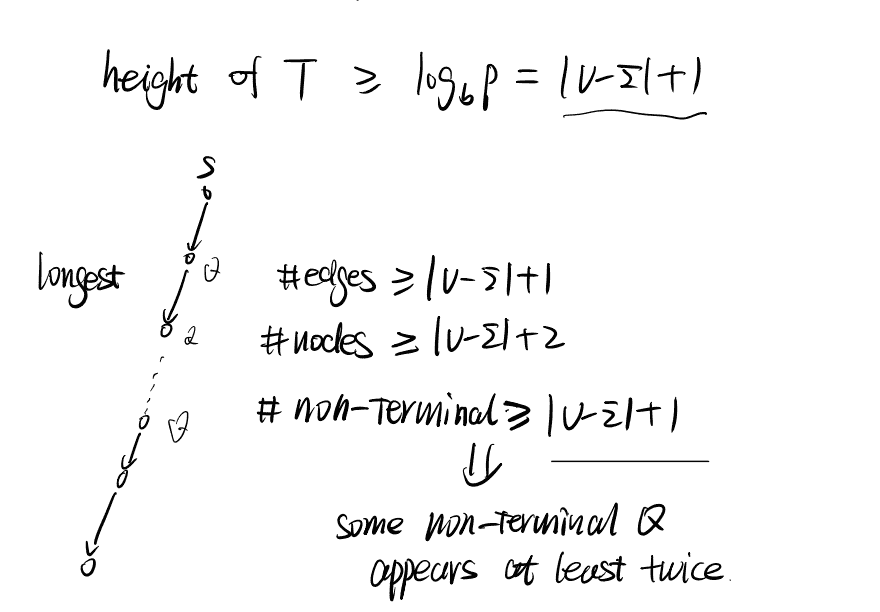 height of T ≥ log_b p = |V-Σ|+1
S
longest
Q
#edges ≥ |V-Σ|+1
#nodes ≥ |V-Σ|+2
Q
# non-terminal ≥ |V-Σ|+1
⇓
some non-terminal Q
appears at least twice.